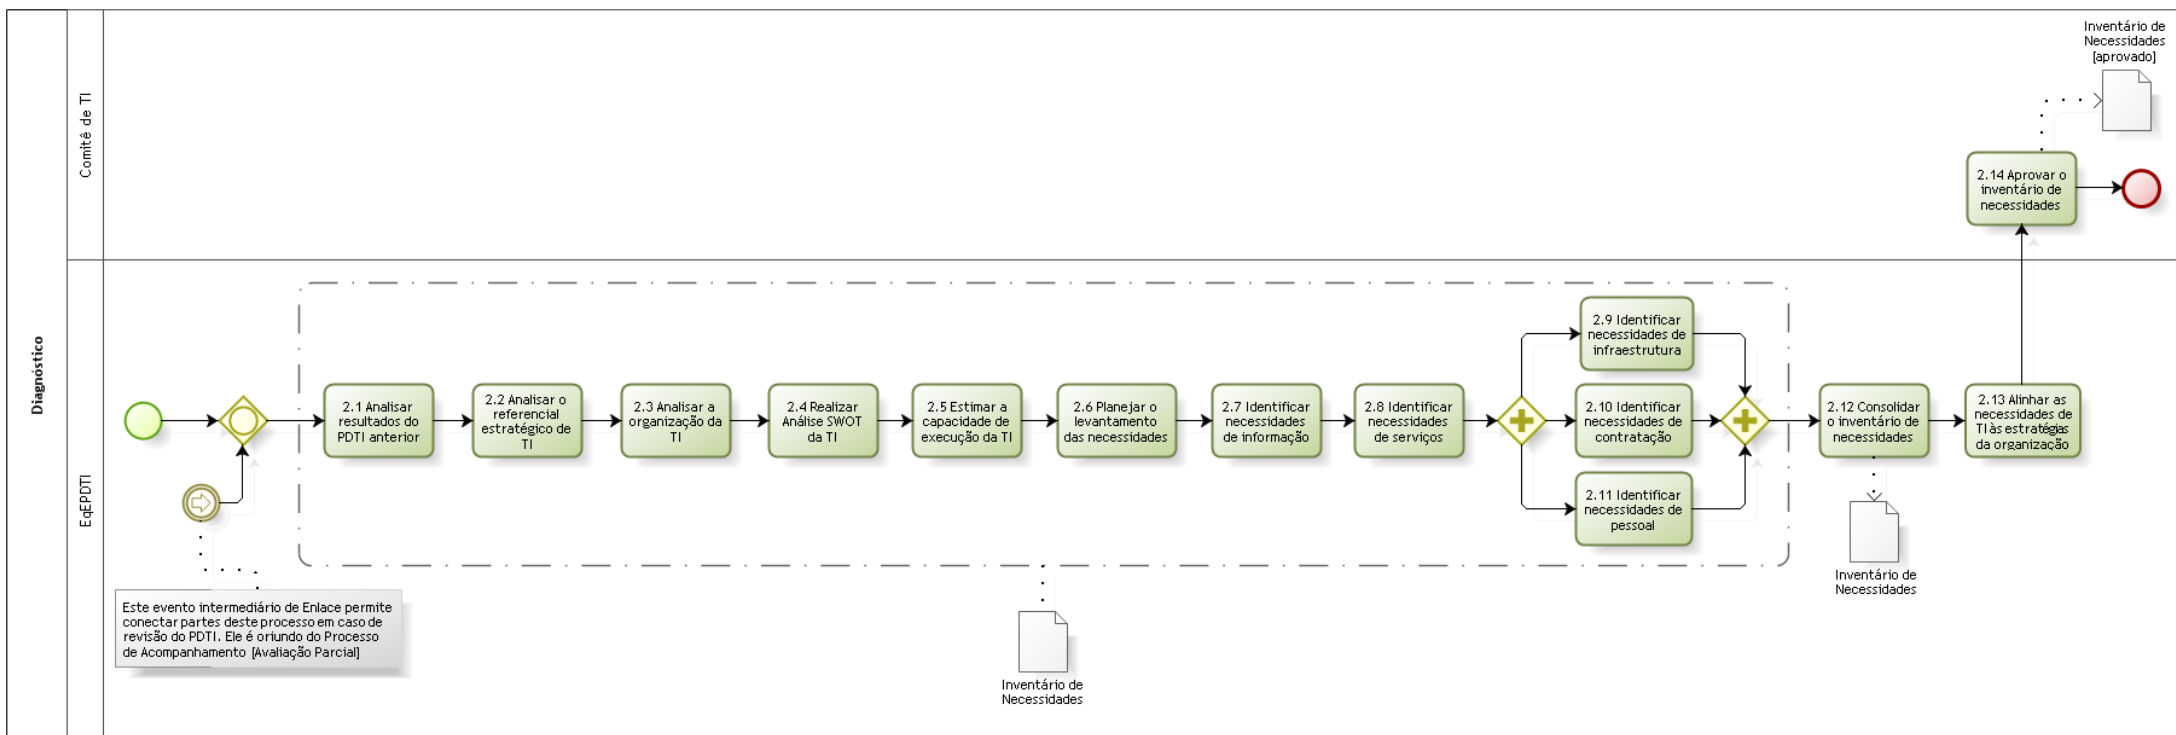 Diagnóstico
Comitê de TI
EqEPDTI
Inventário de
Necessidades
[aprovado]
2.14 Aprovar o
inventário de
necessidades
2.1 Analisar
resultados do
PDTI anterior
2.2 Analisar o
referencial
estratégico de
TI
2.3 Analisar a
organização da
TI
2.4 Realizar
Análise SWOT
da TI
2.5 Estimar a
capacidade de
execução da TI
2.6 Planejar o
levantamento
das necessidades
2.7 Identificar
necessidades
de informação
2.8 Identificar
necessidades
de serviços
2.9 Identificar
necessidades de
infraestrutura
2.10 Identificar
necessidades de
contratação
2.11 Identificar
necessidades de
pessoal
2.12 Consolidar
o inventário de
necessidades
2.13 Alinhar as
necessidades de
TI às estratégias
da organização
Este evento intermediário de Enlace permite
conectar partes deste processo em caso de
revisão do PDTI. Ele é oriundo do Processo
de Acompanhamento [Avaliação Parcial]
Inventário de
Necessidades
Inventário de
Necessidades